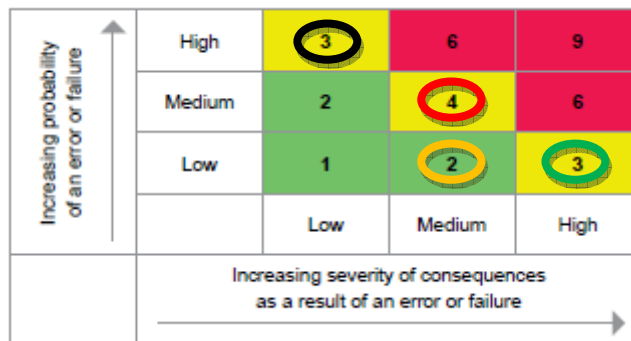 Increasing probability
of an error or failure
High 3 6 9
Medium 2 4 6
Low 1 2 3
Low Medium High
Increasing severity of consequences
as a result of an error or failure